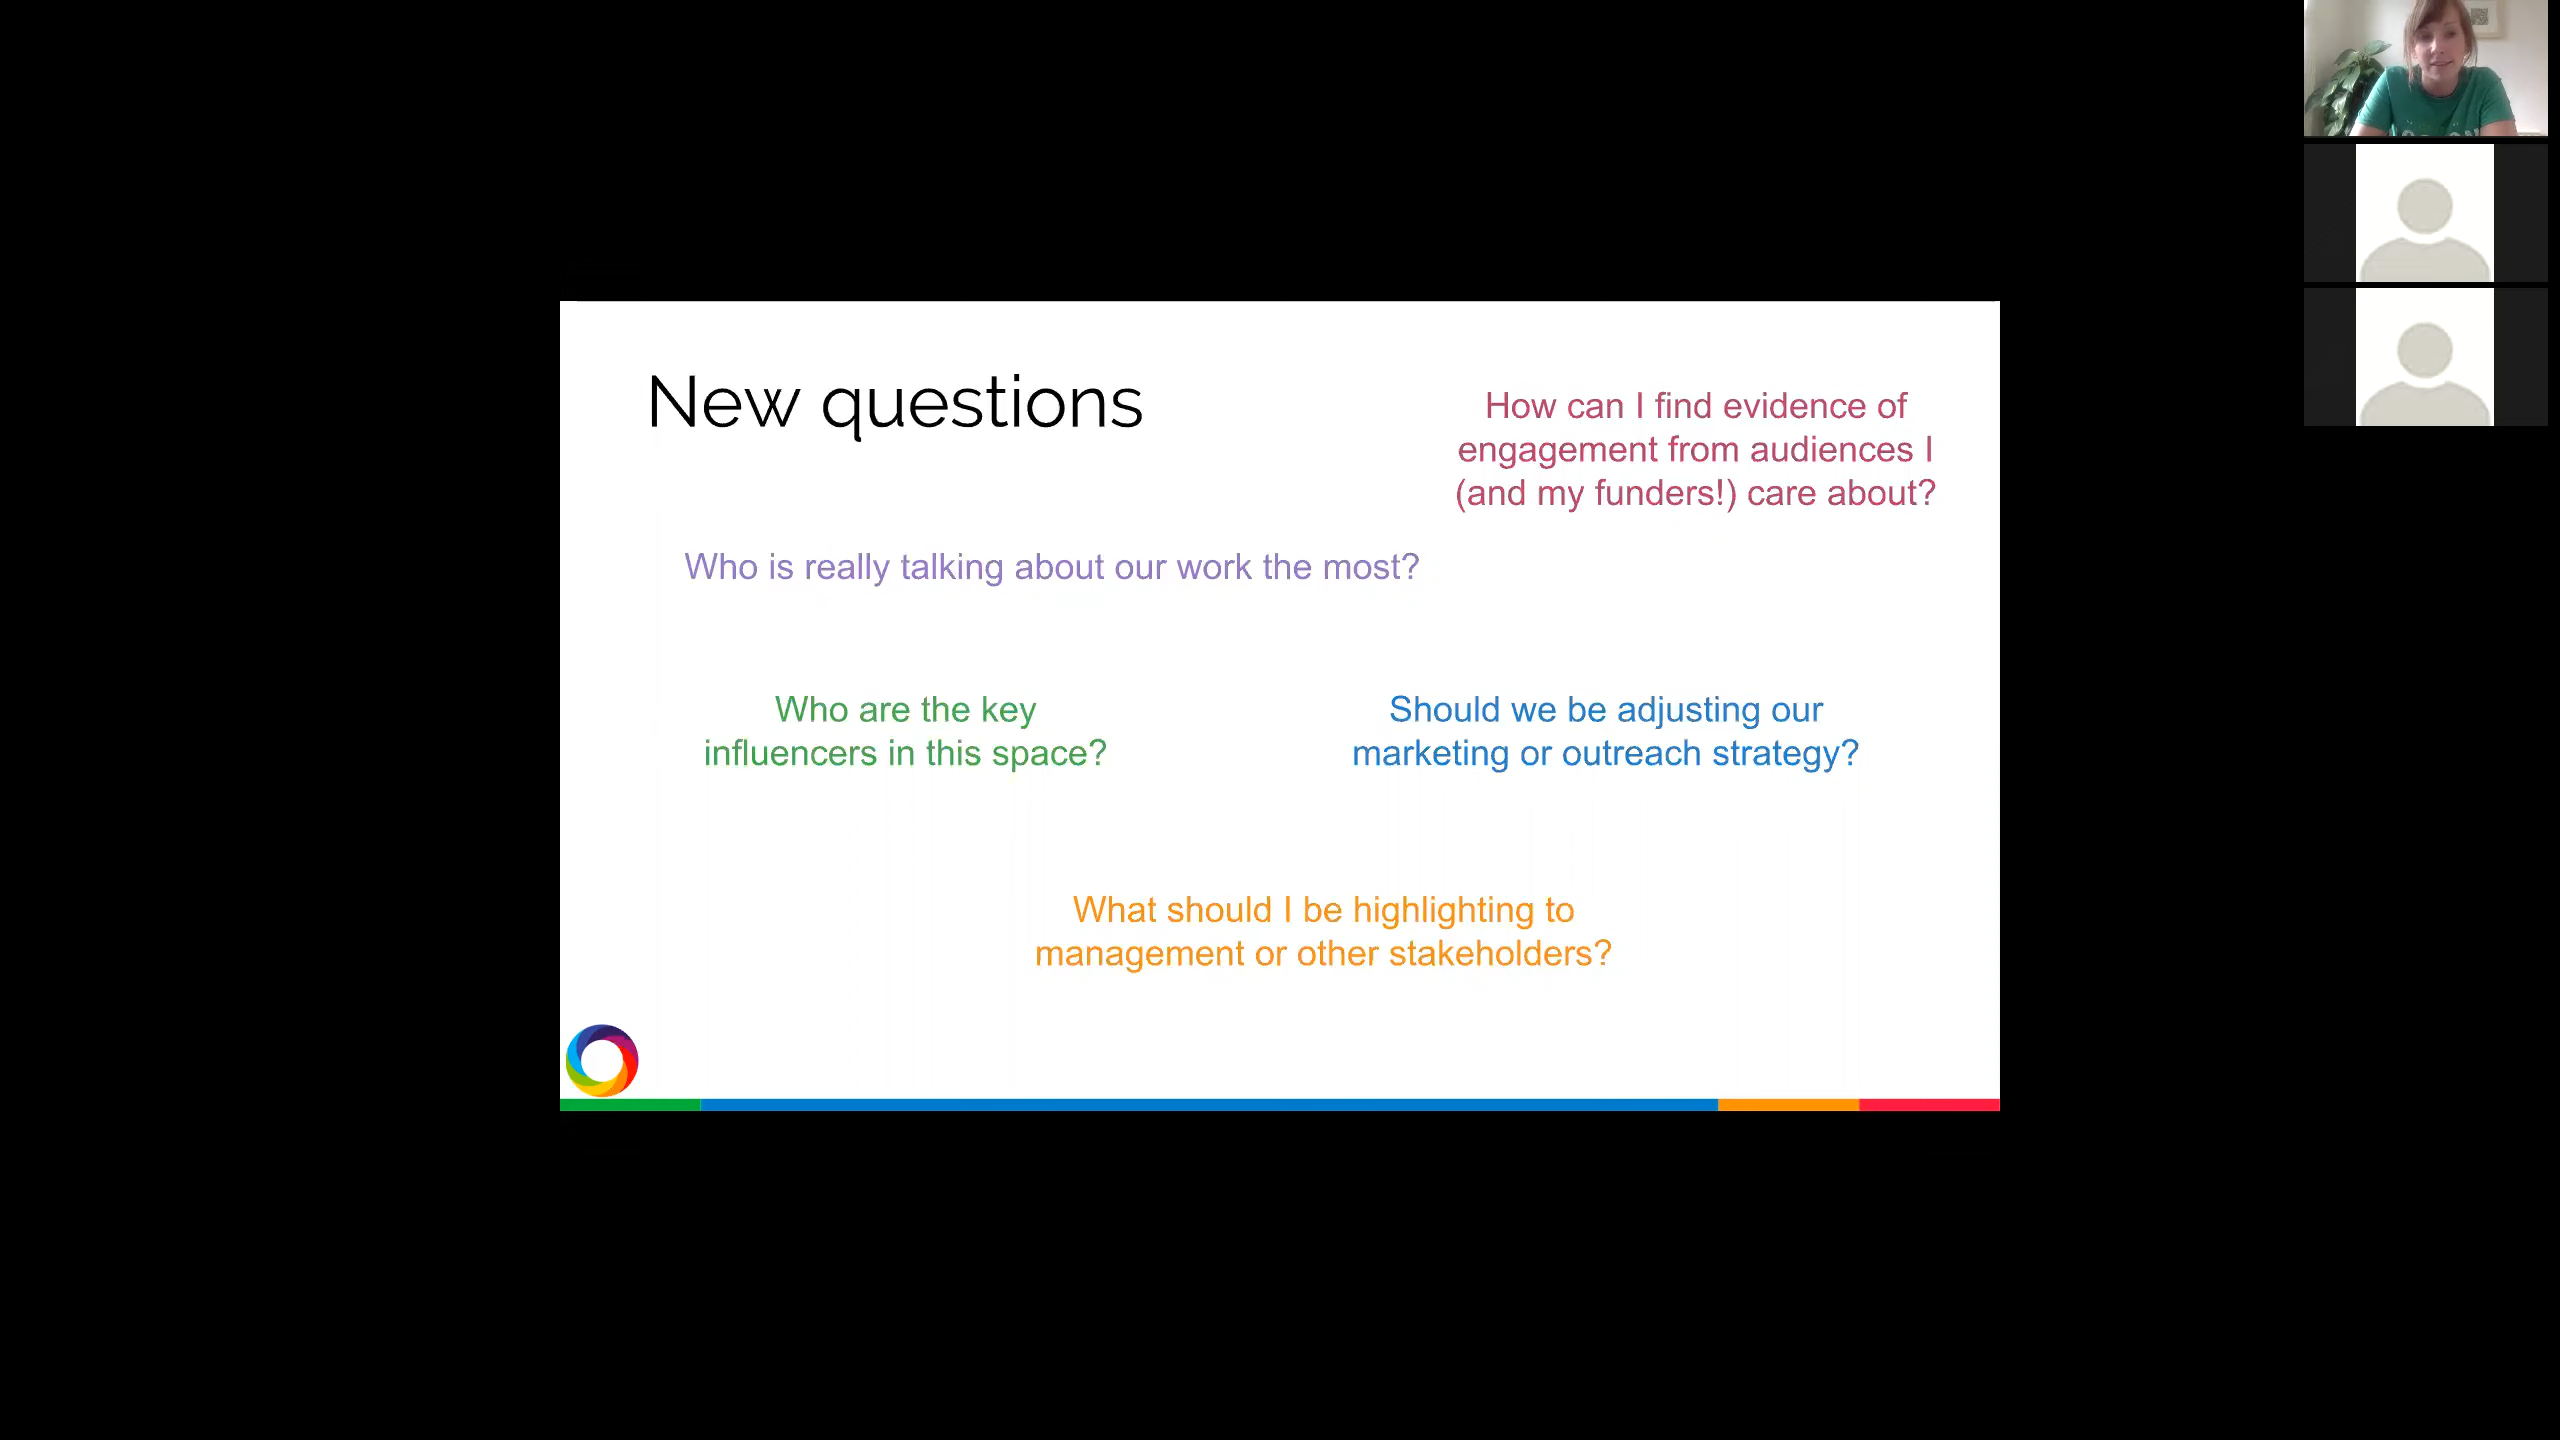 New questions
How can I find evidence of
engagement from audiences I
(and my funders!) care about?
Who is really talking about our work the most?
Who are the key
influencers in this space?
Should we be adjusting our
marketing or outreach strategy?
What should I be highlighting to
management or other stakeholders?